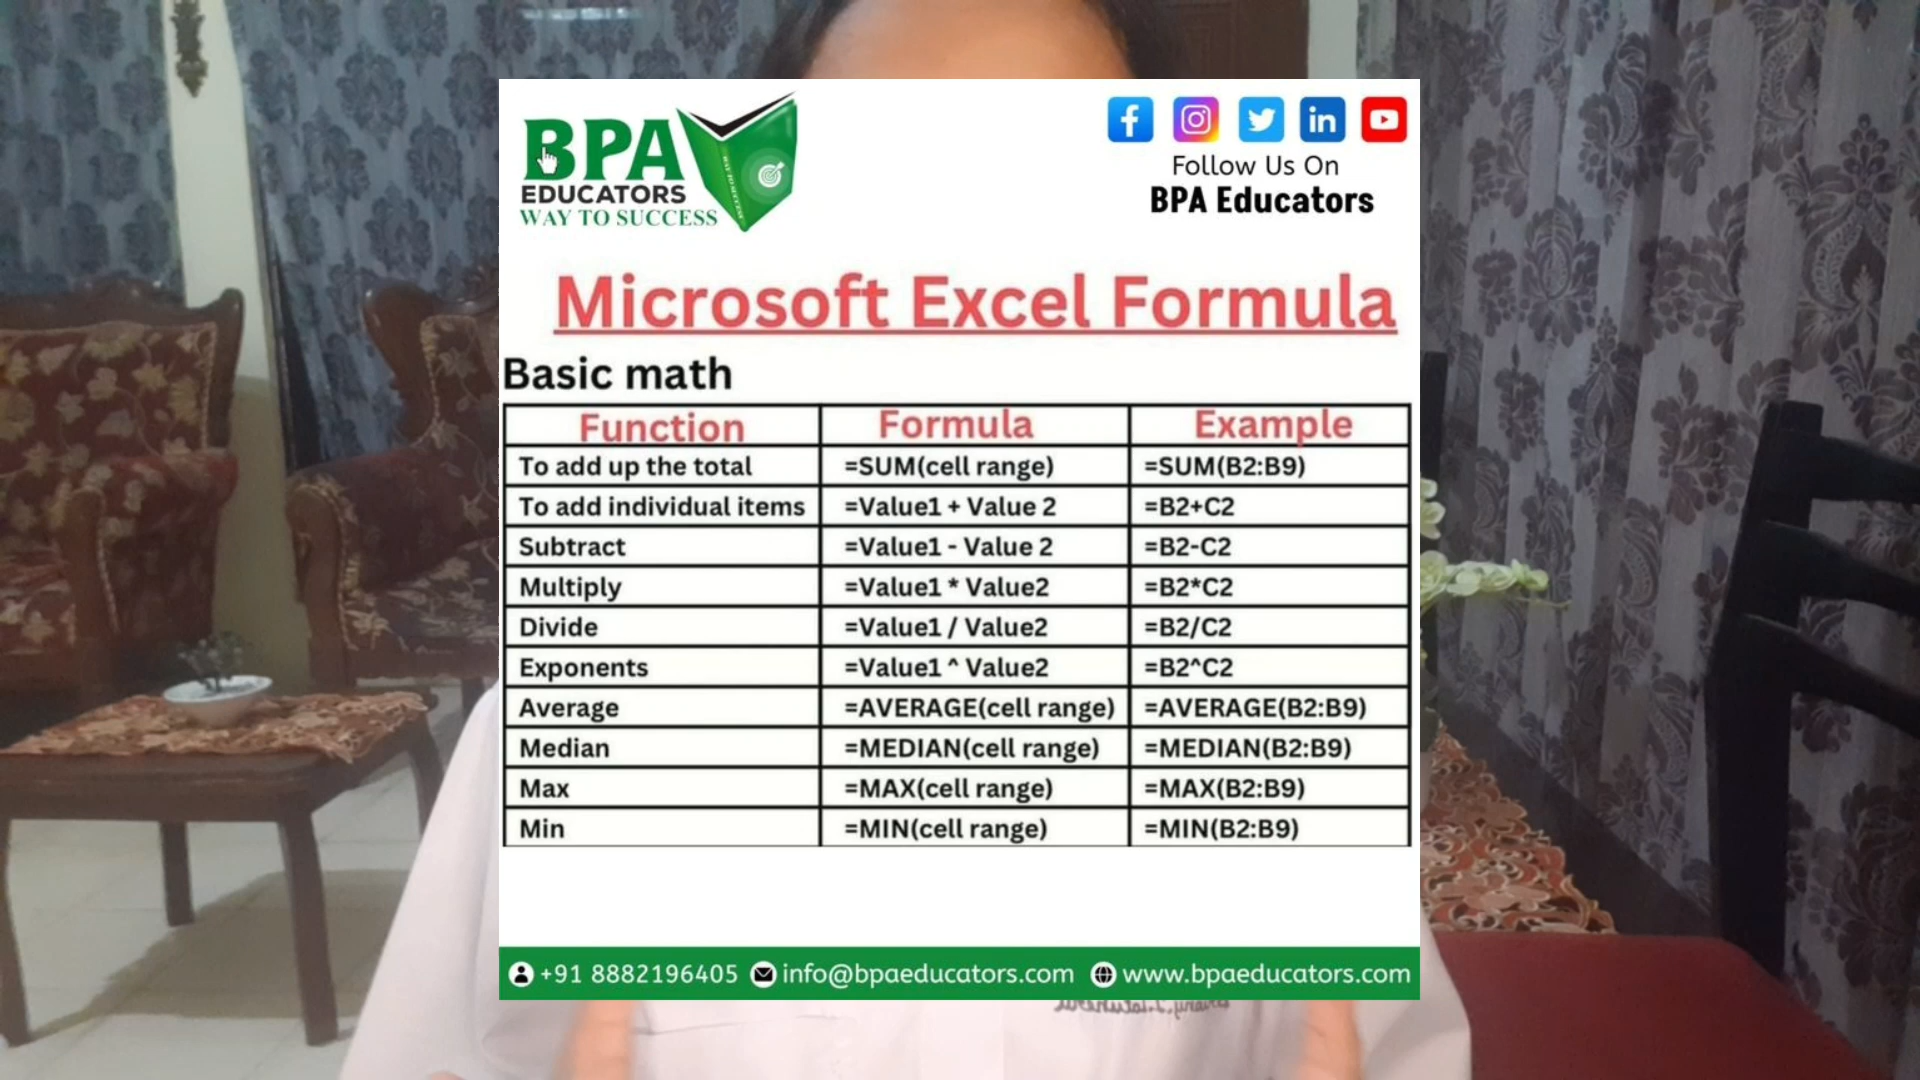 BPA
EDUCATORS
WAY TO SUCCESS
Follow Us On
BPA Educators
Microsoft Excel Formula
Basic math
Function Formula Example
To add up the total =SUM(cell range) =SUM(B2:B9)
To add individual items =Value1 + Value 2 =B2+C2
Subtract =Value1 - Value 2 =B2-C2
Multiply =Value1 * Value2 =B2*C2
Divide =Value1 / Value2 =B2/C2
Exponents =Value1 ^ Value2 =B2^C2
Average =AVERAGE(cell range) =AVERAGE(B2:B9)
Median =MEDIAN(cell range) =MEDIAN(B2:B9)
Max =MAX(cell range) =MAX(B2:B9)
Min =MIN(cell range) =MIN(B2:B9)
+91 8882196405 info@bpaeducators.com www.bpaeducators.com